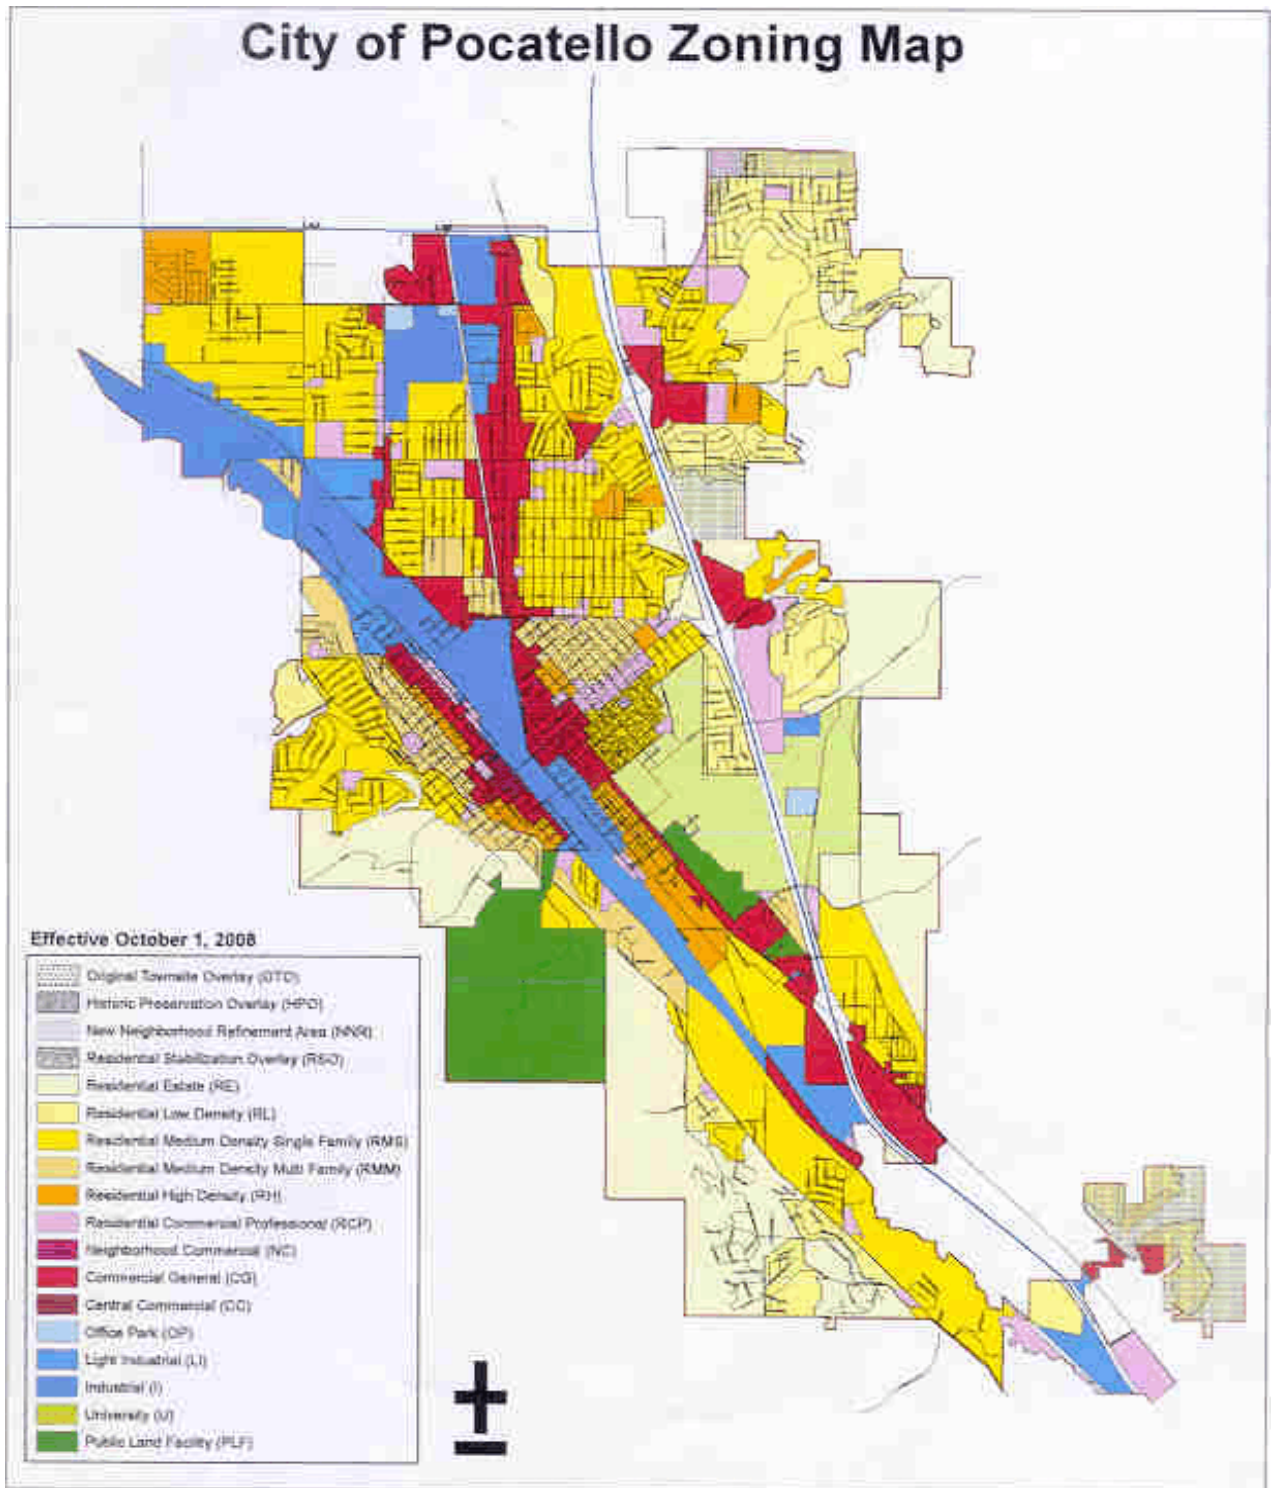 City of Pocatello Zoning Map
Effective October 1, 2008
Original Townsite Overlay (OTO)
Historic Preservation Overlay (HPO)
New Neighborhood Refinement Area (NNR)
Residential Stabilization Overlay (RSO)
Residential Estate (RE)
Residential Low Density (RL)
Residential Medium Density Single Family (RMS)
Residential Medium Density Multi Family (RMM)
Residential High Density (RH)
Residential Commercial Professional (RCP)
Neighborhood Commercial (NC)
Commercial General (CG)
Central Commercial (CC)
Office Park (OP)
Light Industrial (LI)
Industrial (I)
University (U)
Public Land Facility (PLF)